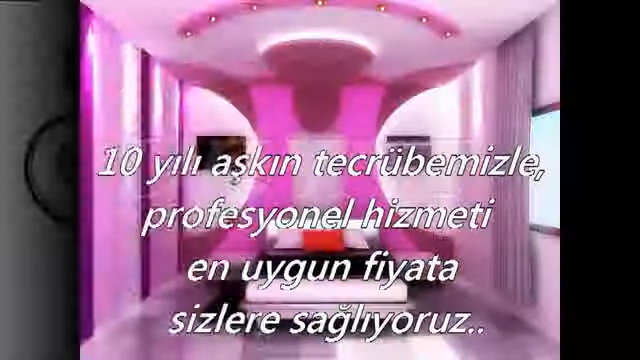 10 yılı aşkın tecrübemizle,
profesyonel hizmeti
en uygun fiyata
sizlere sağlıyoruz..